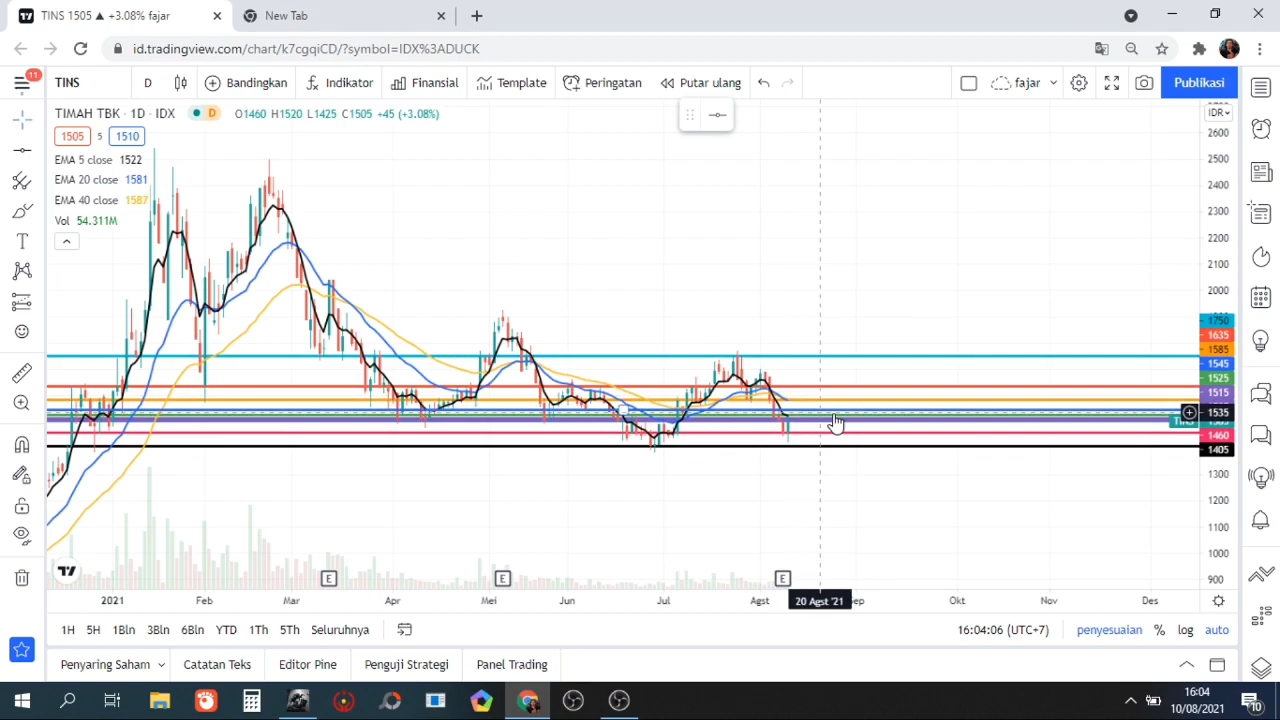 TINS 1505 ▲ +3.08% fajar
New Tab
id.tradingview.com/chart/k7cgqiCD/?symbol=IDX%3ADUCK
11
TINS
D
Bandingkan
Indikator
Finansial
Template
Peringatan
Putar ulang
fajar
Publikasi
TIMAH TBK · 1D · IDX
D
O1460 H1520 L1425 C1505 +45 (+3.08%)
IDR
1505 5 1510
EMA 5 close 1522
EMA 20 close 1581
EMA 40 close 1587
Vol 54.311M
2600
2500
2400
2300
2200
2100
2000
1750
1635
1585
1545
1525
1515
1535
1460
1405
1300
1200
1100
1000
900
E
E
E
2021 Feb Mar Apr Mei Jun Jul Agst 20 Agst '21 Okt Nov Des
1H 5H 1Bln 3Bln 6Bln YTD 1Th 5Th Seluruhnya
16:04:06 (UTC+7) penyesuaian % log auto
Penyaring Saham Catatan Teks Editor Pine Penguji Strategi Panel Trading
16:04
10/08/2021
10